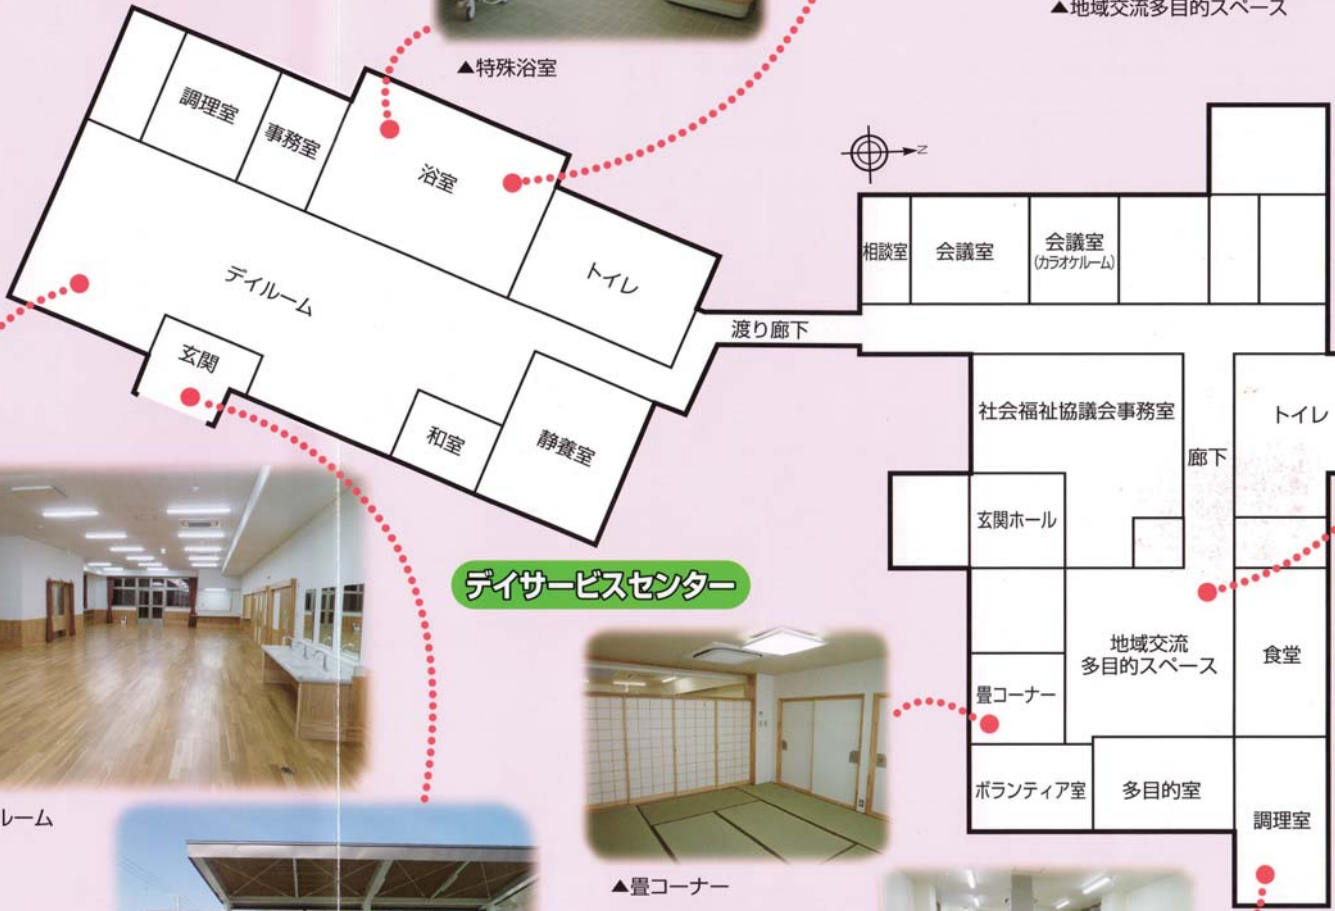 ▲地域交流多目的スペース
▲特殊浴室
調理室
事務室
浴室
トイレ
デイルーム
玄関
和室
静養室
渡り廊下
N
相談室
会議室
会議室
(カラオケルーム)
社会福祉協議会事務室
トイレ
廊下
玄関ホール
地域交流
多目的スペース
食堂
畳コーナー
ボランティア室
多目的室
調理室
デイサービスセンター
ルーム
▲畳コーナー